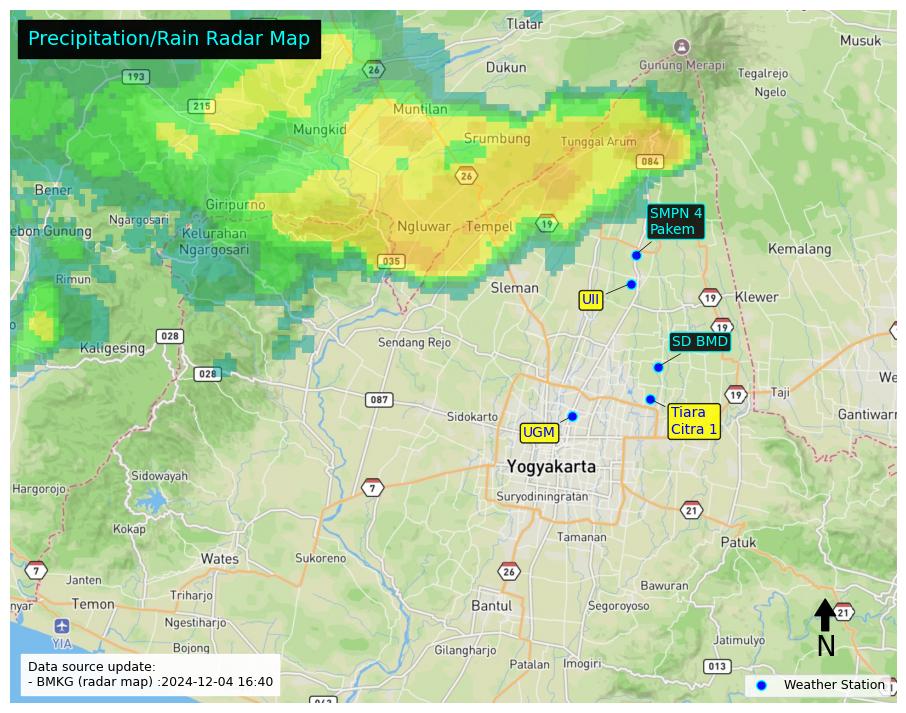 Precipitation/Rain Radar Map
Tlatar
Musuk
26
Dukun
Gunung Merapi
Tegalrejo
193
Ngelo
215
Muntilan
Mungkid
Srumbung
Tunggal Arum
084
26
Bener
Giripurno
SMPN 4
Pakem
Ngargosari
Ngluwar
Tempel
19
ebon Gunung
Kelurahan
Ngargosari
Kemalang
035
Rimun
Sleman
UII
19
Klewer
o
19
028
Sendang Rejo
SD BMD
Kaligesing
028
We
Taji
19
087
Sidokarto
Tiara
Citra 1
Gantiwarn
UGM
Yogyakarta
Sidowayah
Hargorojo
7
Suryodiningratan
21
Kokap
Tamanan
Patuk
Wates
Sukoreno
7
26
Janten
Bawuran
Triharjo
nyar
Temon
Bantul
Segoroyoso
21
Ngestiharjo
YIA
N
Jatimulyo
Bojong
Gilangharjo
Patalan
Imogiri
013
Data source update:
- BMKG (radar map) :2024-12-04 16:40
Weather Station